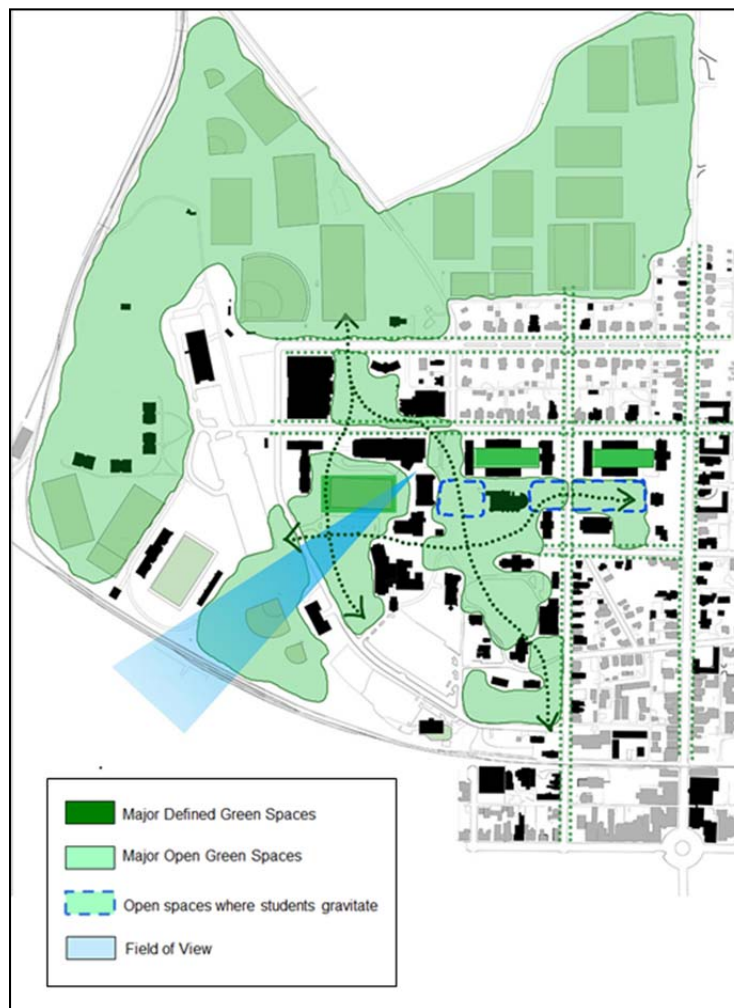 Major Defined Green Spaces
Major Open Green Spaces
Open spaces where students gravitate
Field of View